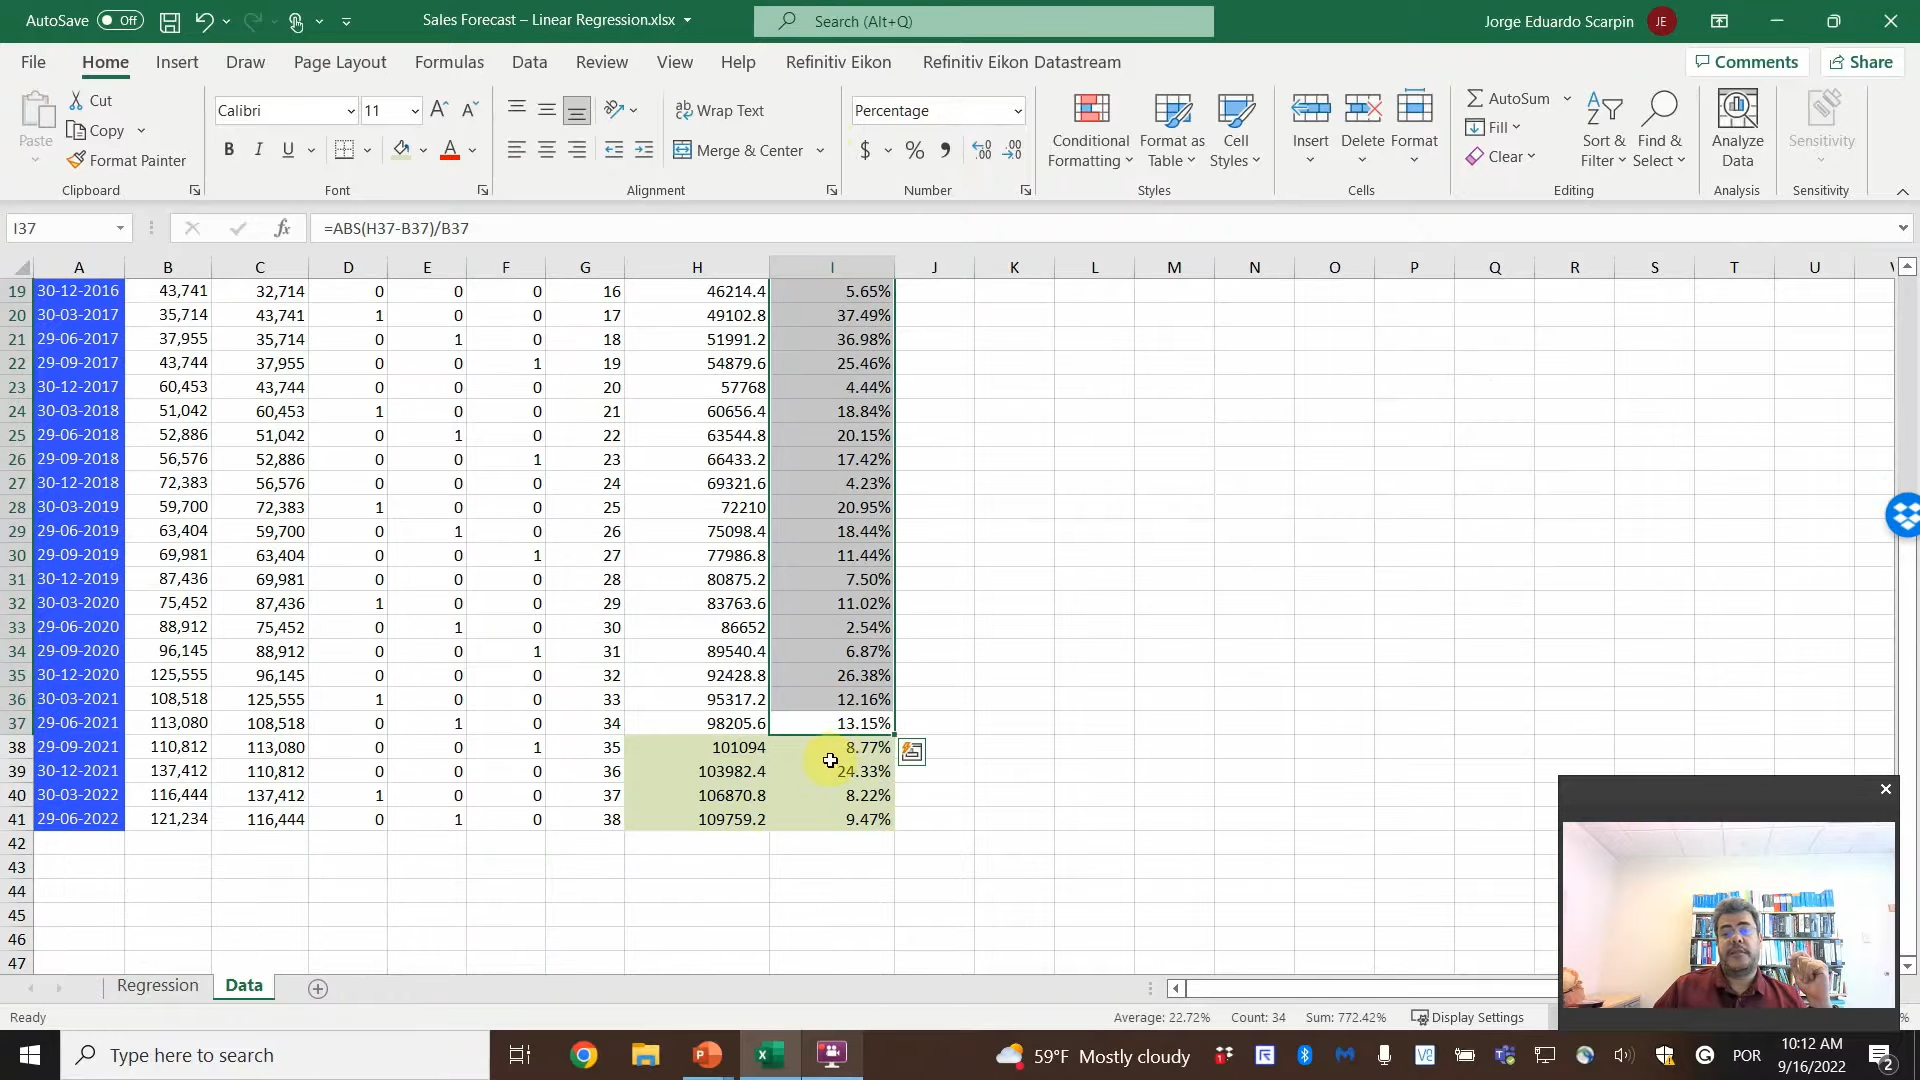 AutoSave Off Sales Forecast – Linear Regression.xlsx Search (Alt+Q) Jorge Eduardo Scarpin JE
File Home Insert Draw Page Layout Formulas Data Review View Help Refinitiv Eikon Refinitiv Eikon Datastream Comments Share
Paste Cut Copy Format Painter Clipboard
Calibri 11 B I U A Font
Wrap Text Merge & Center Alignment
Percentage $ % Number
Conditional Formatting Format as Table Cell Styles Styles
Insert Delete Format Cells
AutoSum Fill Clear Sort & Filter Find & Select Editing
Analyze Data Analysis
Sensitivity Sensitivity
I37 fx =ABS(H37-B37)/B37
A B C D E F G H I J K L M N O P Q R S T U
19 30-12-2016 43,741 32,714 0 0 0 16 46214.4 5.65%
20 30-03-2017 35,714 43,741 1 0 0 17 49102.8 37.49%
21 29-06-2017 37,955 35,714 0 1 0 18 51991.2 36.98%
22 29-09-2017 43,744 37,955 0 0 1 19 54879.6 25.46%
23 30-12-2017 60,453 43,744 0 0 0 20 57768 4.44%
24 30-03-2018 51,042 60,453 1 0 0 21 60656.4 18.84%
25 29-06-2018 52,886 51,042 0 1 0 22 63544.8 20.15%
26 29-09-2018 56,576 52,886 0 0 1 23 66433.2 17.42%
27 30-12-2018 72,383 56,576 0 0 0 24 69321.6 4.23%
28 30-03-2019 59,700 72,383 1 0 0 25 72210 20.95%
29 29-06-2019 63,404 59,700 0 1 0 26 75098.4 18.44%
30 29-09-2019 69,981 63,404 0 0 1 27 77986.8 11.44%
31 30-12-2019 87,436 69,981 0 0 0 28 80875.2 7.50%
32 30-03-2020 75,452 87,436 1 0 0 29 83763.6 11.02%
33 29-06-2020 88,912 75,452 0 1 0 30 86652 2.54%
34 29-09-2020 96,145 88,912 0 0 1 31 89540.4 6.87%
35 30-12-2020 125,555 96,145 0 0 0 32 92428.8 26.38%
36 30-03-2021 108,518 125,555 1 0 0 33 95317.2 12.16%
37 29-06-2021 113,080 108,518 0 1 0 34 98205.6 13.15%
38 29-09-2021 110,812 113,080 0 0 1 35 101094 8.77%
39 30-12-2021 137,412 110,812 0 0 0 36 103982.4 24.33%
40 30-03-2022 116,444 137,412 1 0 0 37 106870.8 8.22%
41 29-06-2022 121,234 116,444 0 1 0 38 109759.2 9.47%
42
43
44
45
46
47
Regression Data
Ready Average: 22.72% Count: 34 Sum: 772.42% Display Settings %
Type here to search 59°F Mostly cloudy POR 10:12 AM
9/16/2022 2